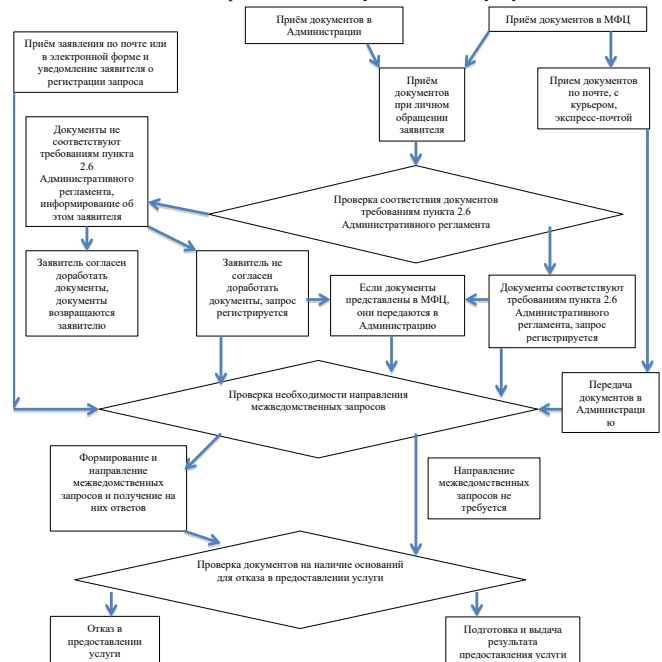 Приём документов в
Администрации
Приём документов в МФЦ
Приём заявления по почте или
в электронной форме и
уведомление заявителя о
регистрации запроса
Приём
документов
при личном
обращении
заявителя
Прием документов
по почте, с
курьером,
экспресс-почтой
Документы не
соответствуют
требованиям пункта
2.6
Административного
регламента,
информирование об
этом заявителя
Проверка соответствия документов
требованиям пункта 2.6
Административного регламента
Заявитель согласен
доработать
документы,
документы
возвращаются
заявителю
Заявитель не
согласен
доработать
документы, запрос
регистрируется
Если документы
представлены в МФЦ,
они передаются в
Администрацию
Документы соответствуют
требованиям пункта 2.6
Административного
регламента, запрос
регистрируется
Проверка необходимости направления
межведомственных запросов
Передача
документов в
Администраци
ю
Формирование и
направление
межведомственных
запросов и получение на
них ответов
Направление
межведомственных
запросов не
требуется
Проверка документов на наличие оснований
для отказа в предоставлении услуги
Отказ в
предоставлении
услуги
Подготовка и выдача
результата
предоставления услуги